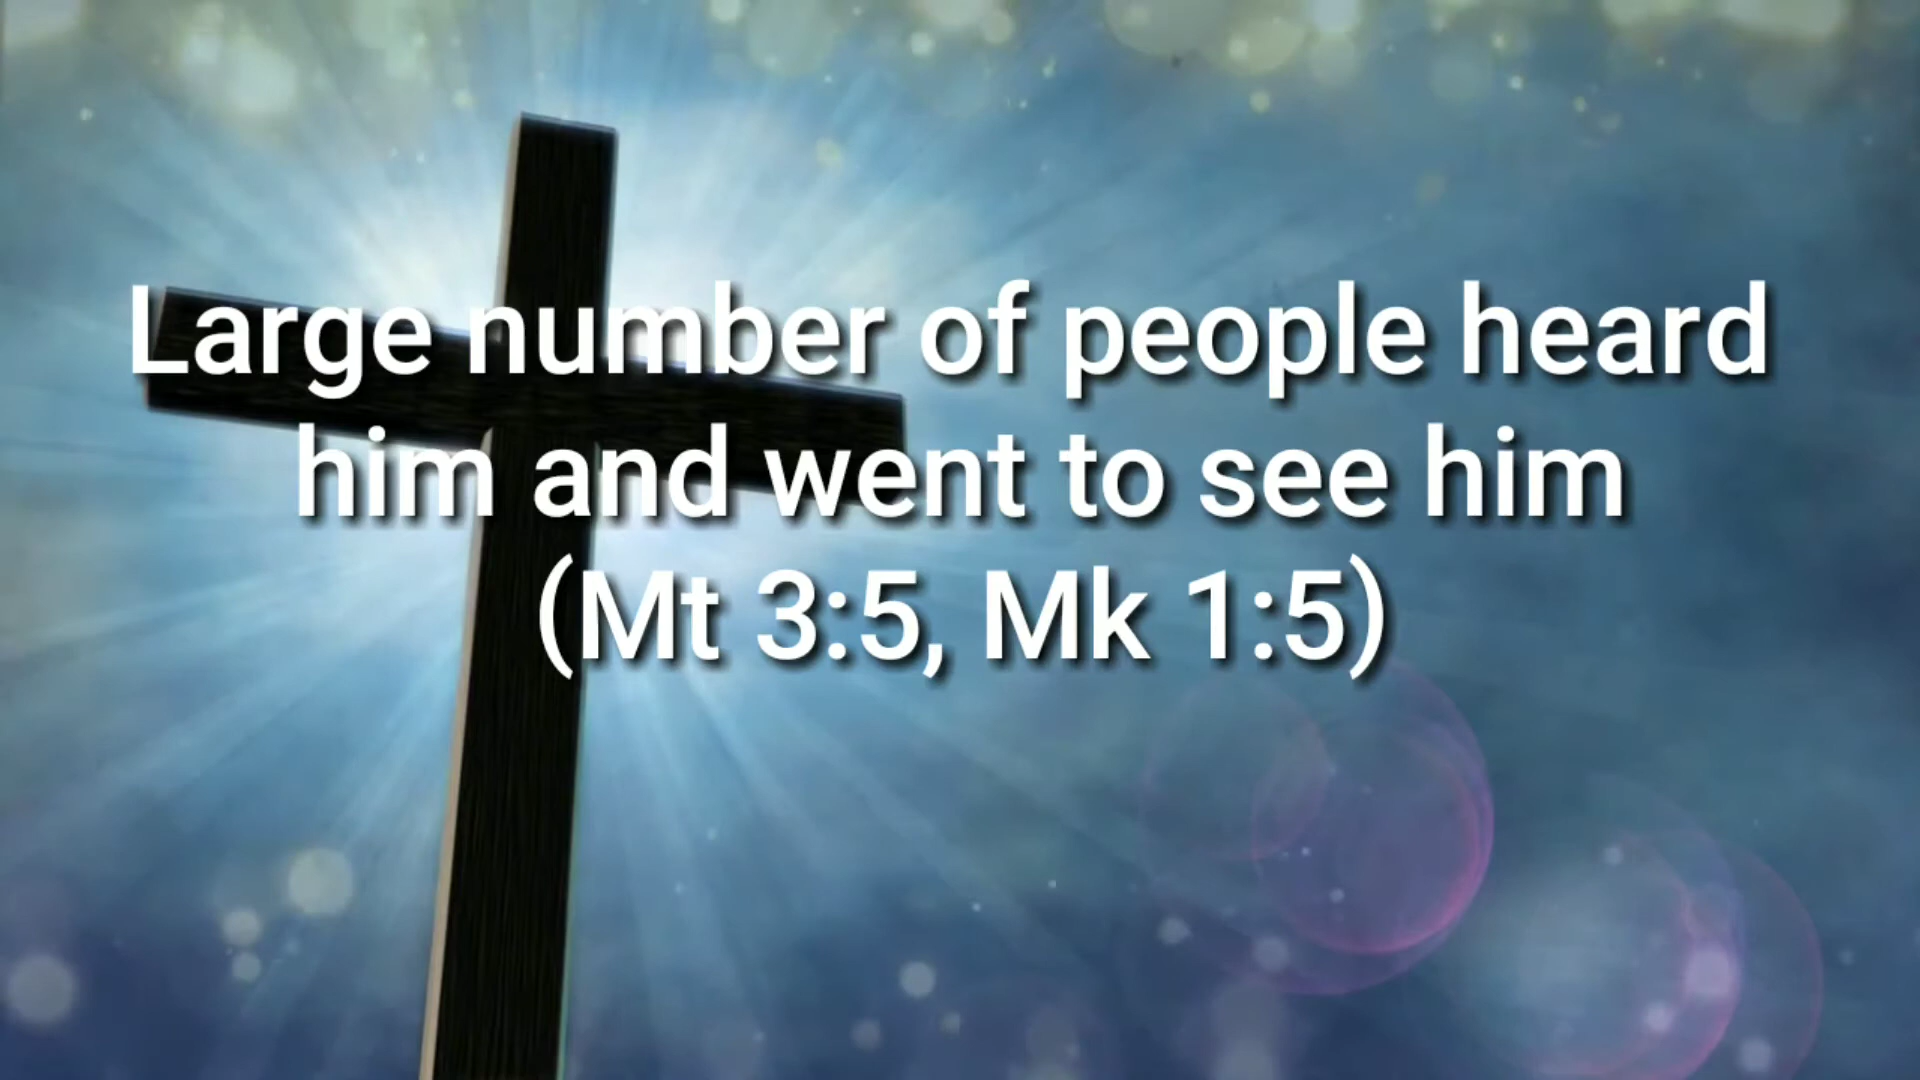 Large number of people heard
him and went to see him
(Mt 3:5, Mk 1:5)